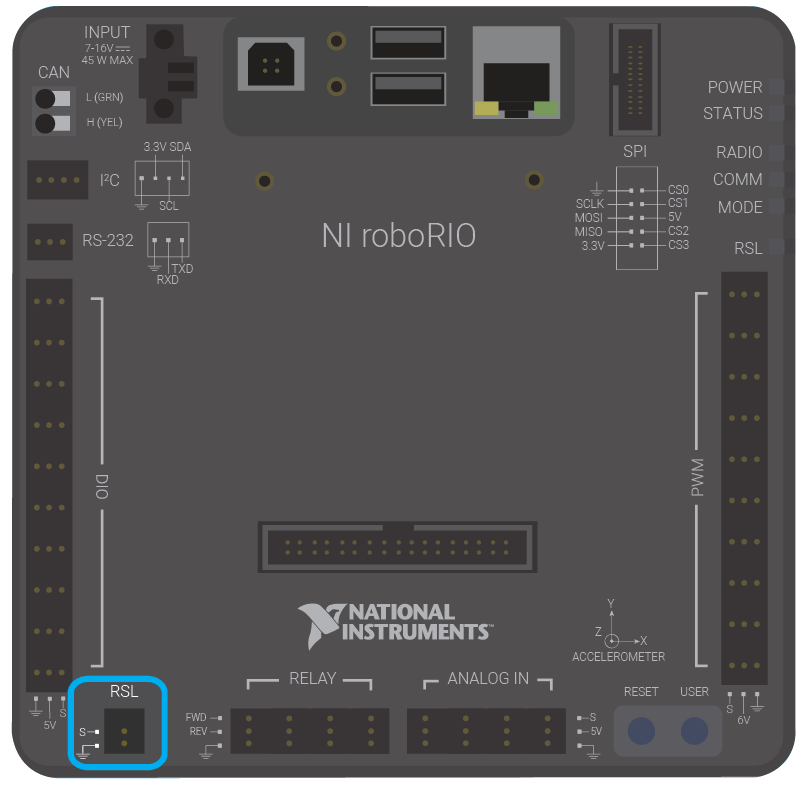 INPUT
7-16V
45 W MAX
CAN
L (GRN)
H (YEL)
POWER
STATUS
RADIO
COMM
MODE
RSL
3.3V SDA
I²C
SCL
SPI
CS0
SCLK
CS1
MOSI
5V
MISO
CS2
3.3V
CS3
NI roboRIO
RS-232
TXD
RXD
DIO
PWM
NATIONAL
INSTRUMENTS™
Y
Z
X
ACCELEROMETER
RSL
S
5V
S
RELAY
FWD
REV
ANALOG IN
S
5V
RESET
USER
S
6V